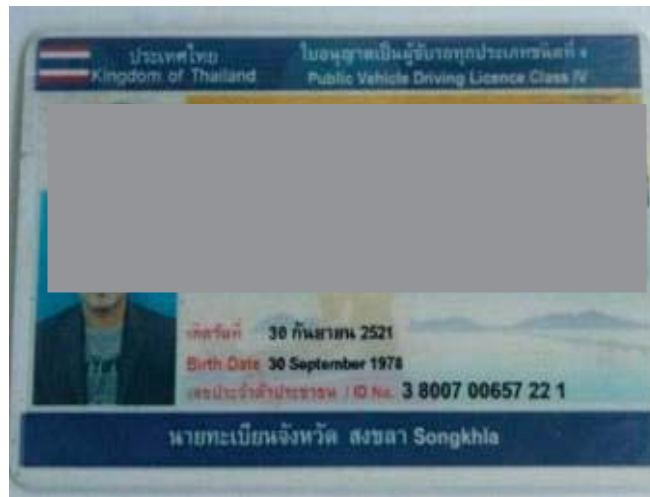 ประเทศไทย ใบอนุญาตเป็นผู้ขับรถทุกประเภทชนิดที่ ๔
Kingdom of Thailand Public Vehicle Driving Licence Class IV
เกิดวันที่ 30 กันยายน 2521
Birth Date 30 September 1978
เลขประจำตัวประชาชน / ID No. 3 8007 00657 22 1
นายทะเบียนจังหวัด สงขลา Songkhla